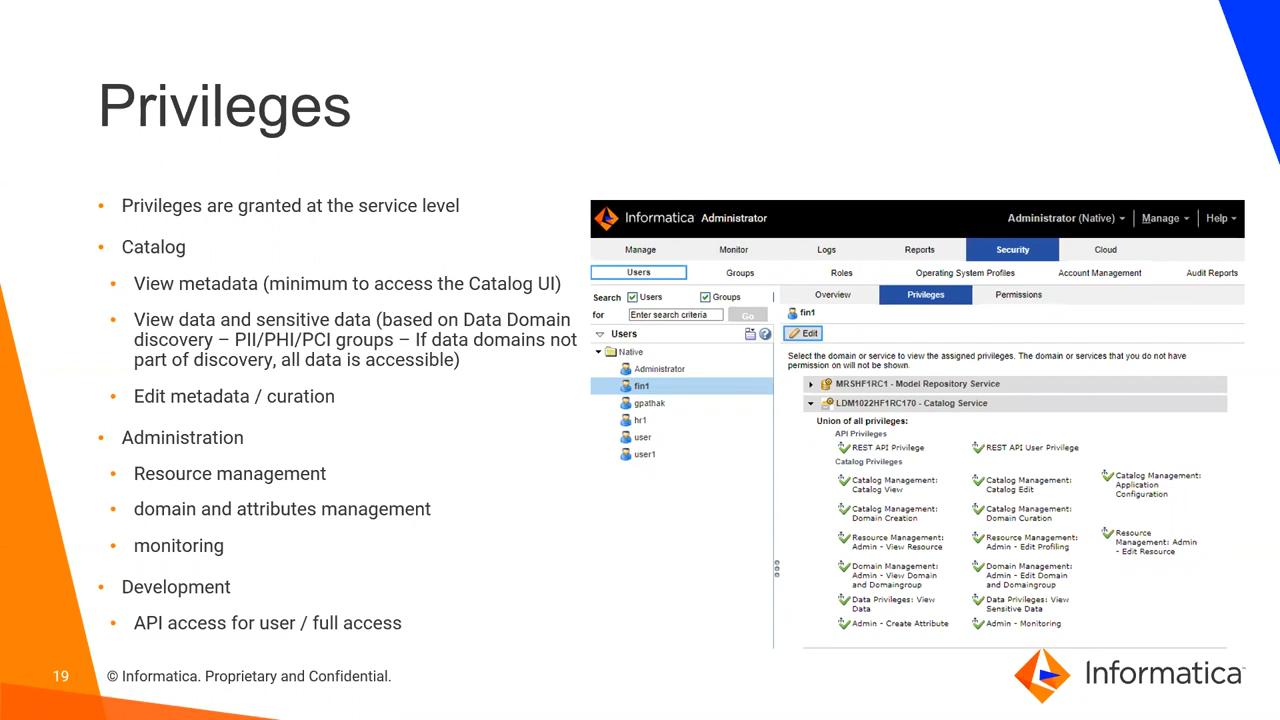 Privileges
• Privileges are granted at the service level
• Catalog
• View metadata (minimum to access the Catalog UI)
• View data and sensitive data (based on Data Domain
discovery – PII/PHI/PCI groups – If data domains not
part of discovery, all data is accessible)
• Edit metadata / curation
• Administration
• Resource management
• domain and attributes management
• monitoring
• Development
• API access for user / full access
Informatica Administrator
Administrator (Native) Manage Help
Manage Monitor Logs Reports Security Cloud
Users Groups Roles Operating System Profiles Account Management Audit Reports
Search Users Groups
for Enter search criteria Go
Users
Native
Administrator
fin1
gpathak
hr1
user
user1
Overview Privileges Permissions
fin1
Edit
Select the domain or service to view the assigned privileges. The domain or services that you do not have
permission on will not be shown.
MRSHF1RC1 - Model Repository Service
LDM1022HF1RC170 - Catalog Service
Union of all privileges:
API Privileges
REST API Privilege
REST API User Privilege
Catalog Privileges
Catalog Management:
Catalog View
Catalog Management:
Catalog Edit
Catalog Management:
Application
Configuration
Catalog Management:
Domain Creation
Catalog Management:
Domain Curation
Resource
Management: Admin
- Edit Resource
Resource Management:
Admin - View Resource
Resource Management:
Admin - Edit Profiling
Domain Management:
Admin - View Domain
and Domaingroup
Domain Management:
Admin - Edit Domain
and Domaingroup
Data Privileges: View
Data
Data Privileges: View
Sensitive Data
Admin - Create Attribute
Admin - Monitoring
19
© Informatica. Proprietary and Confidential.
Informatica